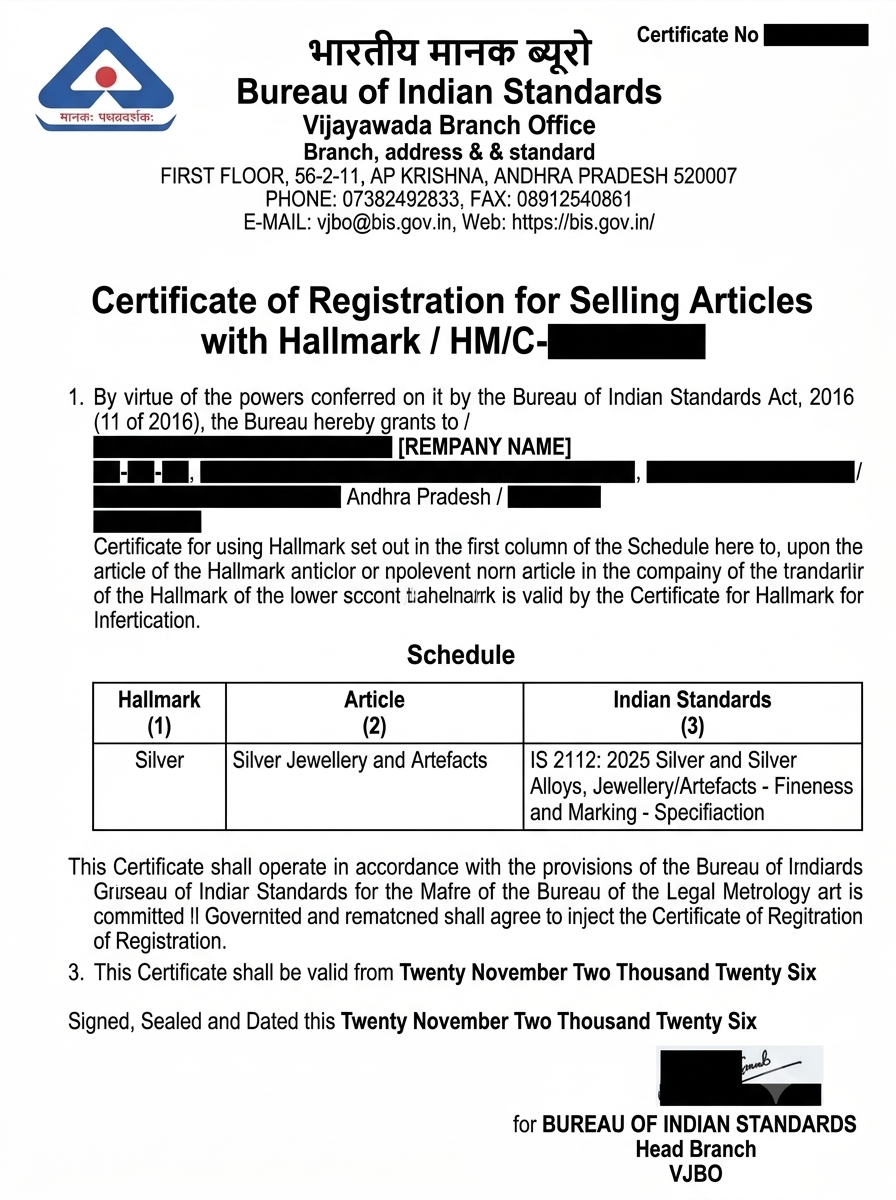 Certificate No
भारतीय मानक ब्यूरो
Bureau of Indian Standards
Vijayawada Branch Office
Branch, address & & standard
FIRST FLOOR, 56-2-11, AP KRISHNA, ANDHRA PRADESH 520007
PHONE: 07382492833, FAX: 08912540861
E-MAIL: vjbo@bis.gov.in, Web: https://bis.gov.in/
मानकः पथप्रदर्शकः
Certificate of Registration for Selling Articles
with Hallmark / HM/C-
1. By virtue of the powers conferred on it by the Bureau of Indian Standards Act, 2016
(11 of 2016), the Bureau hereby grants to /
[REMPANY NAME]
- - , , /
Andhra Pradesh /
Certificate for using Hallmark set out in the first column of the Schedule here to, upon the
article of the Hallmark anticlor or npolevent norn article in the compainy of the trandarlir
of the Hallmark of the lower sccont is valid by the Certificate for Hallmark for
Infertication.
Schedule
Hallmark (1)
Article (2)
Indian Standards (3)
Silver
Silver Jewellery and Artefacts
IS 2112: 2025 Silver and Silver
Alloys, Jewellery/Artefacts - Fineness
and Marking - Specifiaction
This Certificate shall operate in accordance with the provisions of the Bureau of
of Indiar Standards for the Mafre of the Bureau of the Legal Metrology art is
committed !! Governited and rematcned shall agree to inject the Certificate of Regitration
of Registration.
3. This Certificate shall be valid from Twenty November Two Thousand Twenty Six
Signed, Sealed and Dated this Twenty November Two Thousand Twenty Six
for BUREAU OF INDIAN STANDARDS
Head Branch
VJBO